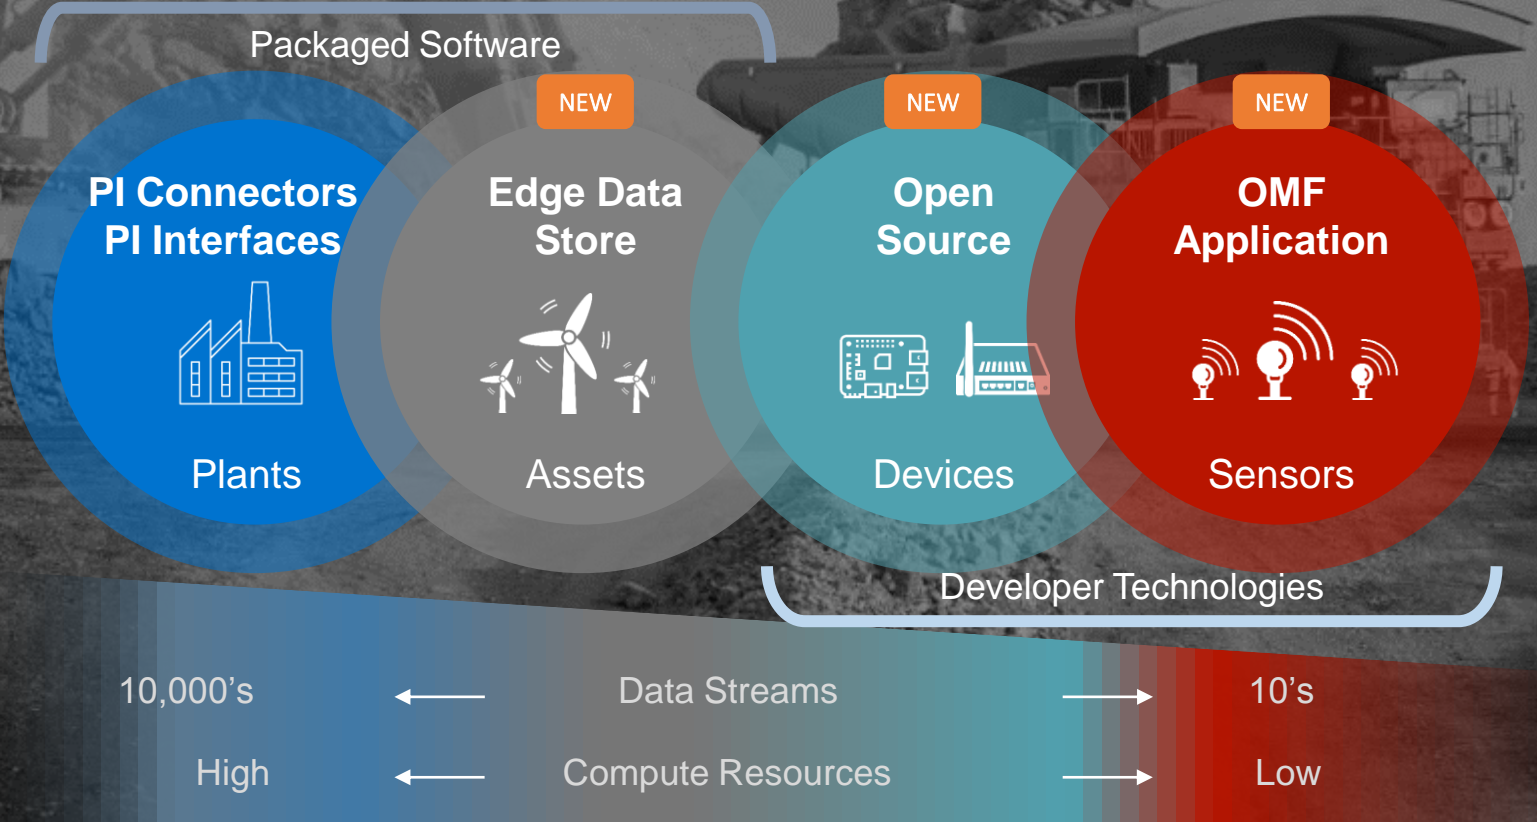 Packaged Software
NEW
NEW
NEW
PI Connectors
PI Interfaces
Edge Data
Store
Open
Source
OMF
Application
Plants
Assets
Devices
Sensors
Developer Technologies
10,000’s
Data Streams
10’s
High
Compute Resources
Low